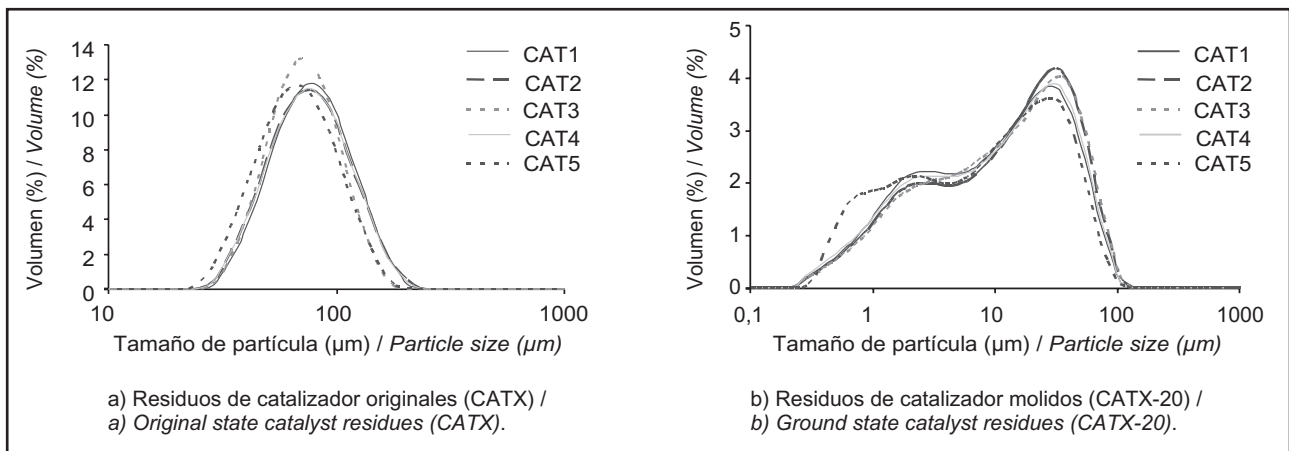 14
12
10
8
6
4
2
0
Volumen (%) / Volume (%)
10
100
1000
Tamaño de partícula (µm) / Particle size (µm)
CAT1
CAT2
CAT3
CAT4
CAT5
a) Residuos de catalizador originales (CATX) /
a) Original state catalyst residues (CATX).
5
4
3
2
1
0
Volumen (%) / Volume (%)
0,1
1
10
100
1000
Tamaño de partícula (µm) / Particle size (µm)
CAT1
CAT2
CAT3
CAT4
CAT5
b) Residuos de catalizador molidos (CATX-20) /
b) Ground state catalyst residues (CATX-20).